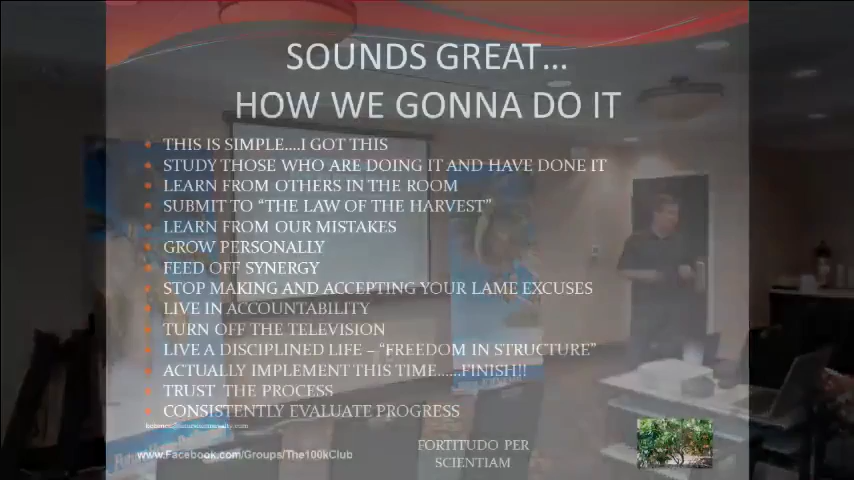 SOUNDS GREAT...
HOW WE GONNA DO IT
THIS IS SIMPLE....I GOT THIS
STUDY THOSE WHO ARE DOING IT AND HAVE DONE IT
LEARN FROM OTHERS IN THE ROOM
SUBMIT TO “THE LAW OF THE HARVEST”
LEARN FROM OUR MISTAKES
GROW PERSONALLY
FEED OFF SYNERGY
STOP MAKING AND ACCEPTING YOUR LAME EXCUSES
LIVE IN ACCOUNTABILITY
TURN OFF THE TELEVISION
LIVE A DISCIPLINED LIFE – “FREEDOM IN STRUCTURE”
ACTUALLY IMPLEMENT THIS TIME......FINISH!!
TRUST THE PROCESS
CONSISTENTLY EVALUATE PROGRESS
www.Facebook.com/Groups/The100kClub
FORTITUDO PER
SCIENTIAM